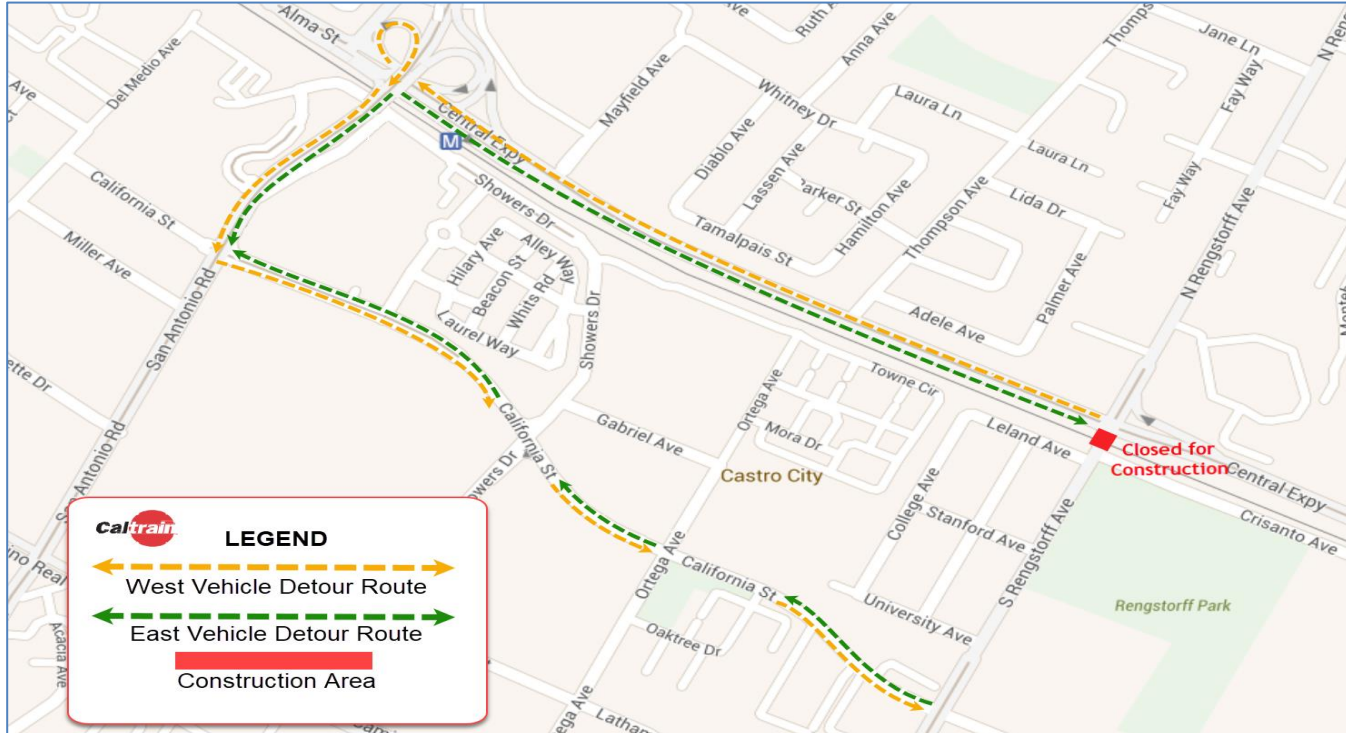 Alma St
Del Medio Ave
Ave
Ct
California St
Miller Ave
San Antonio Rd
San Antonio Rd
Central Expy
M
Mayfield Ave
Showers Dr
Hilary Ave
Beacon St
Alley Way
Whits Rd
Laurel Way
Showers Dr
California St
Gabriel Ave
Ortega Ave
Mora Dr
Towne Cir
Castro City
Ortega Ave
California St
Oaktree Dr
Whitney Dr
Anna Ave
Diablo Ave
Lassen Ave
Parker St
Hamilton Ave
Tamalpais St
Thompson Ave
Laura Ln
Laura Ln
Lida Dr
Palmer Ave
Adele Ave
Jane Ln
Fay Way
Fay Way
N Rengstorff Ave
Leland Ave
College Ave
Stanford Ave
University Ave
S Rengstorff Ave
Closed for
Construction
Central Expy
Crisanto Ave
Rengstorff Park
Acacia Ave
Caltrain
LEGEND
West Vehicle Detour Route
East Vehicle Detour Route
Construction Area